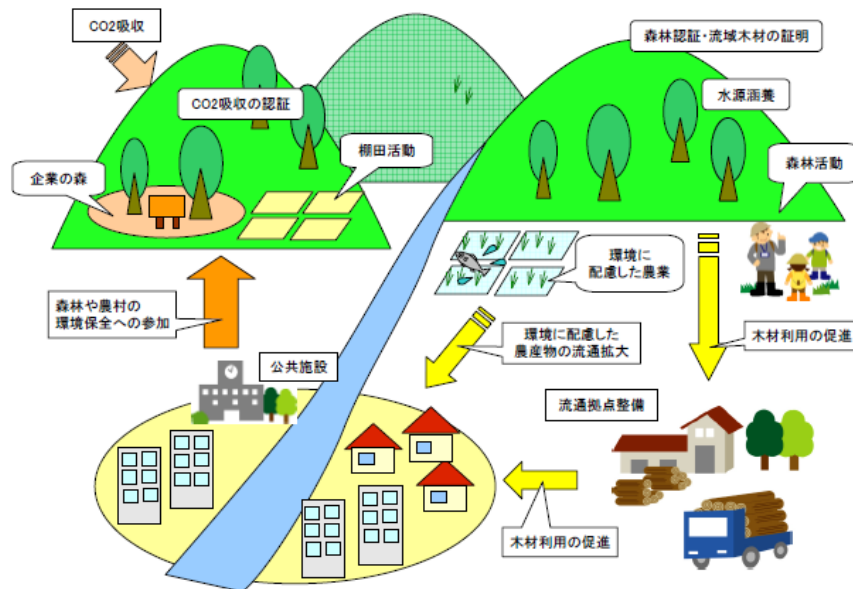 CO2吸収
森林認証・流域木材の証明
CO2吸収の認証
水源涵養
棚田活動
森林活動
企業の森
環境に
配慮した農業
森林や農村の
環境保全への参加
環境に配慮した
農産物の流通拡大
木材利用の促進
公共施設
流通拠点整備
木材利用の促進